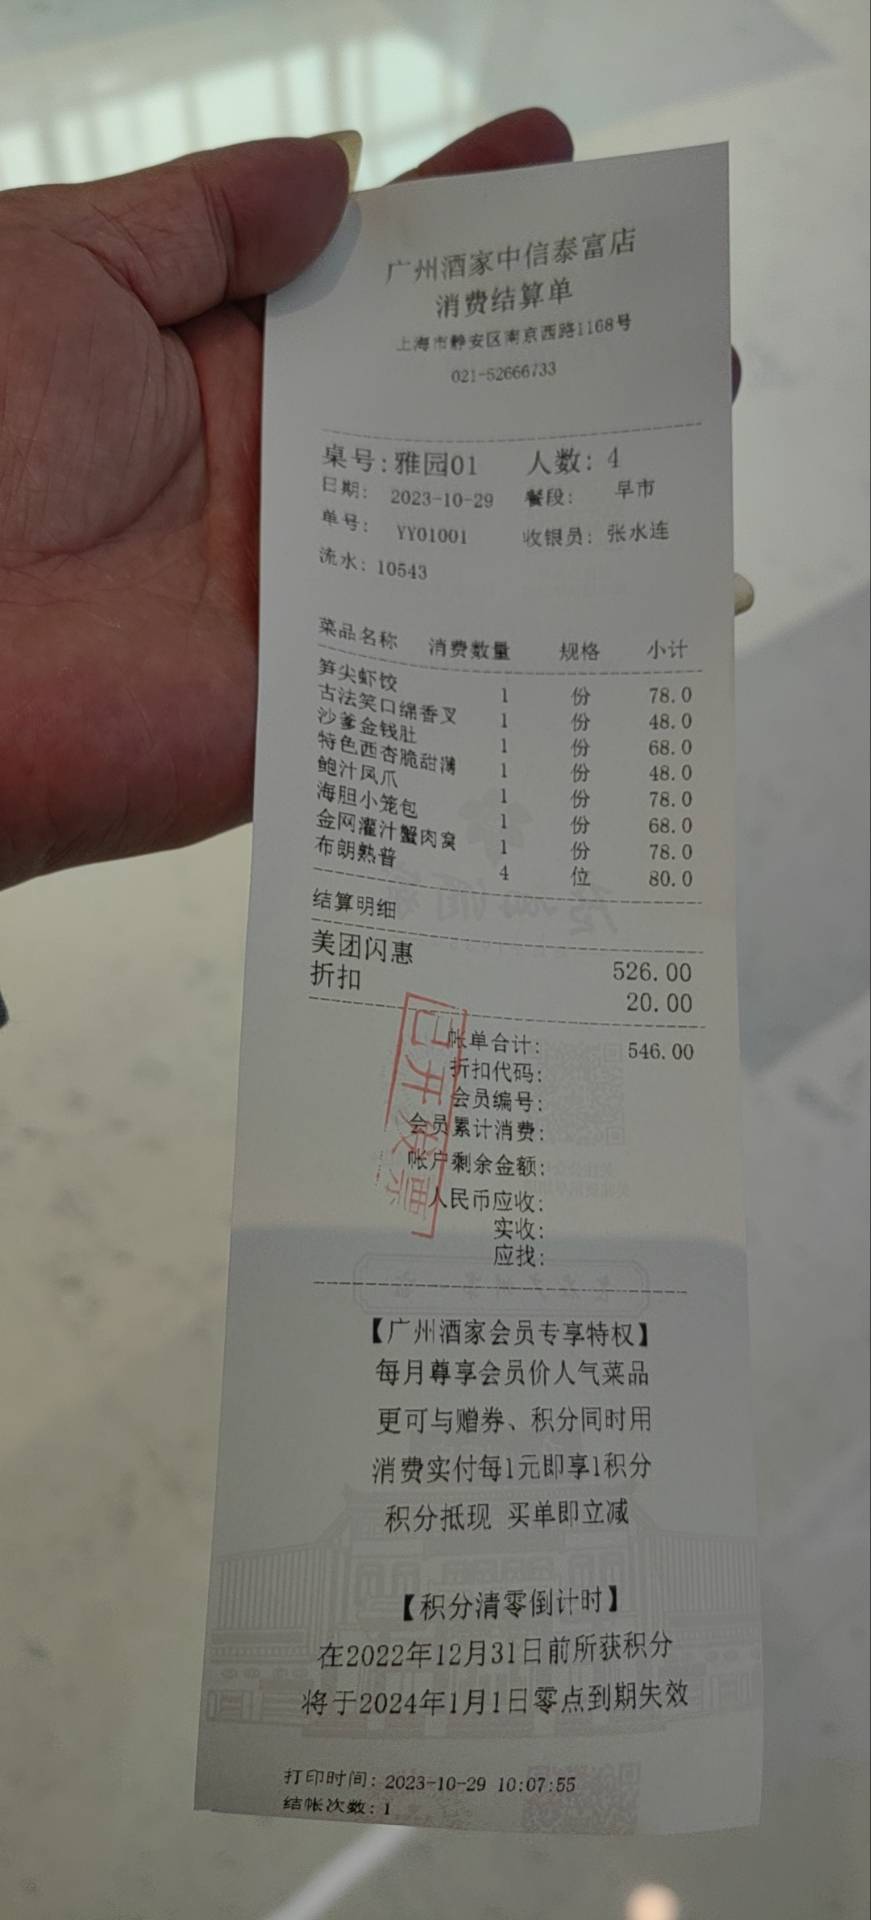 广州酒家中信泰富店
消费结算单
上海市静安区南京西路1168号
021-52666733
桌号:雅园01 人数: 4
日期: 2023-10-29 餐段: 早市
单号: YY01001 收银员: 张水连
流水: 10543
菜品名称 消费数量 规格 小计
笋尖虾饺 1 份 78.0
古法笑口绵香叉 1 份 48.0
沙爹金钱肚 1 份 68.0
特色西杏脆甜薄 1 份 48.0
鲍汁凤爪 1 份 78.0
海胆小笼包 1 份 68.0
金网灌汁蟹肉窝 1 份 78.0
布朗熟普 4 位 80.0
结算明细
美团闪惠 526.00
折扣 20.00
帐单合计: 546.00
折扣代码:
会员编号:
会员累计消费:
帐户剩余金额:
人民币应收:
实收:
应找:
已开发票
【广州酒家会员专享特权】
每月尊享会员价人气菜品
更可与赠券、积分同时用
消费实付每1元即享1积分
积分抵现 买单即立减
【积分清零倒计时】
在2022年12月31日前所获积分
将于2024年1月1日零点到期失效
打印时间: 2023-10-29 10:07:55
结帐次数: 1